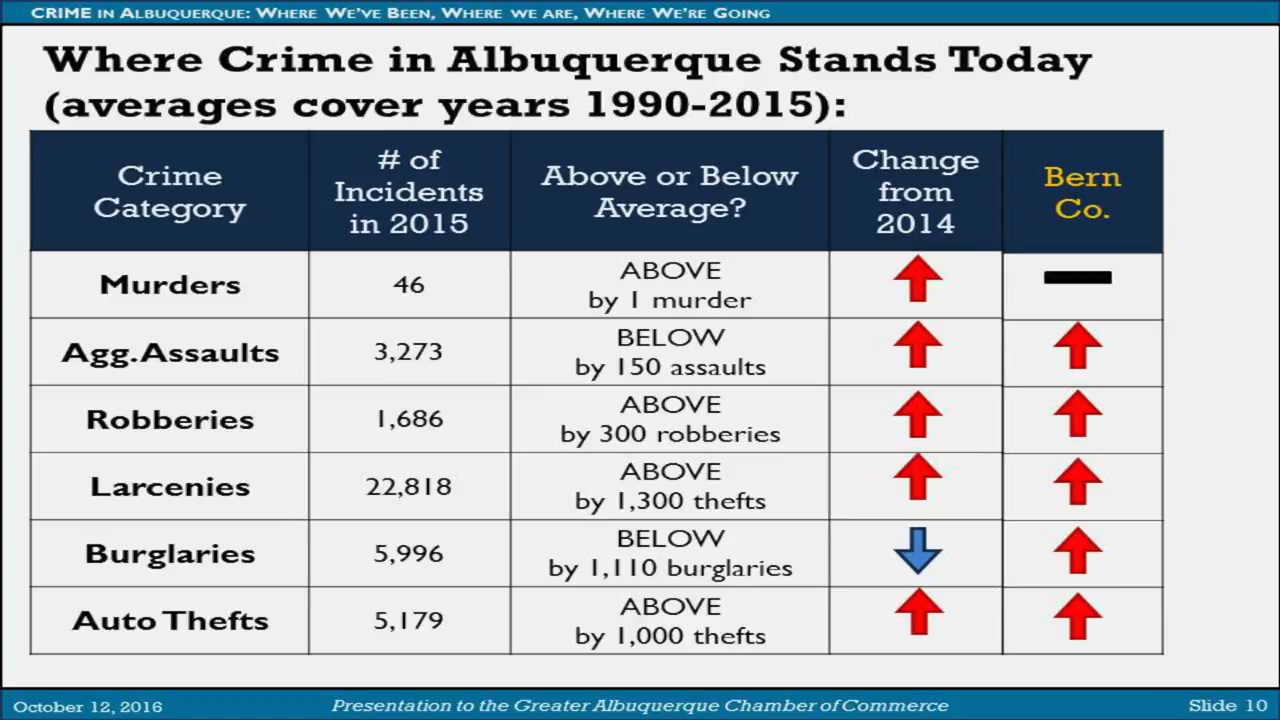 CRIME IN ALBUQUERQUE: WHERE WE'VE BEEN, WHERE WE ARE, WHERE WE'RE GOING
Where Crime in Albuquerque Stands Today
(averages cover years 1990-2015):
Crime Category
# of Incidents in 2015
Above or Below Average?
Change from 2014
Bern Co.
Murders
46
ABOVE
by 1 murder
Agg. Assaults
3,273
BELOW
by 150 assaults
Robberies
1,686
ABOVE
by 300 robberies
Larcenies
22,818
ABOVE
by 1,300 thefts
Burglaries
5,996
BELOW
by 1,110 burglaries
Auto Thefts
5,179
ABOVE
by 1,000 thefts
October 12, 2016
Presentation to the Greater Albuquerque Chamber of Commerce
Slide 10